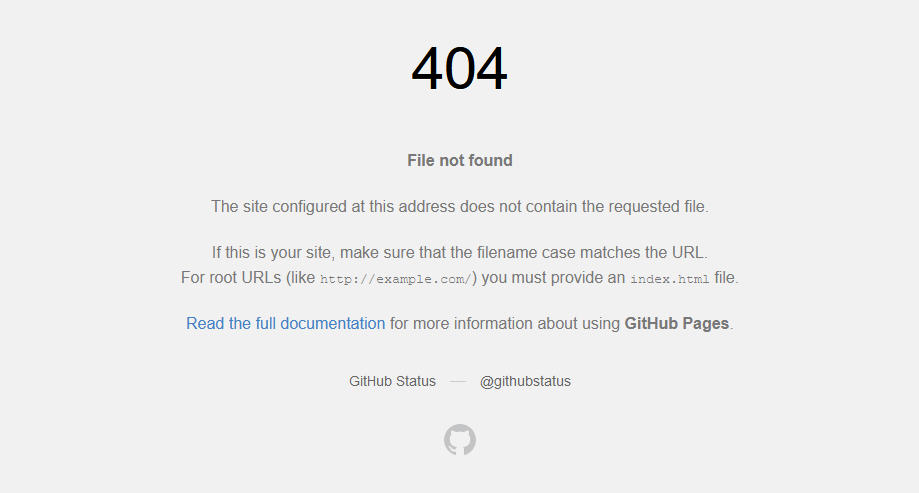 404
File not found
The site configured at this address does not contain the requested file.
If this is your site, make sure that the filename case matches the URL.
For root URLs (like http://example.com/) you must provide an index.html file.
Read the full documentation for more information about using GitHub Pages.
GitHub Status — @githubstatus